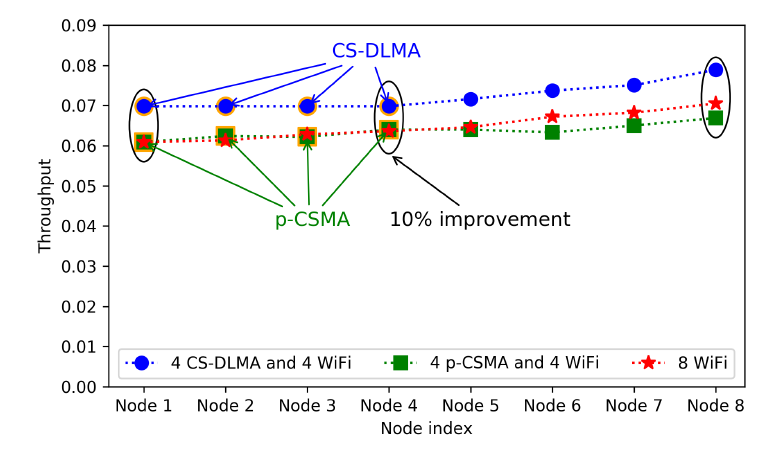 0.09
0.08
0.07
0.06
0.05
0.04
0.03
0.02
0.01
0.00
Throughput
CS-DLMA
p-CSMA
10% improvement
4 CS-DLMA and 4 WiFi
4 p-CSMA and 4 WiFi
8 WiFi
Node 1 Node 2 Node 3 Node 4 Node 5 Node 6 Node 7 Node 8
Node index